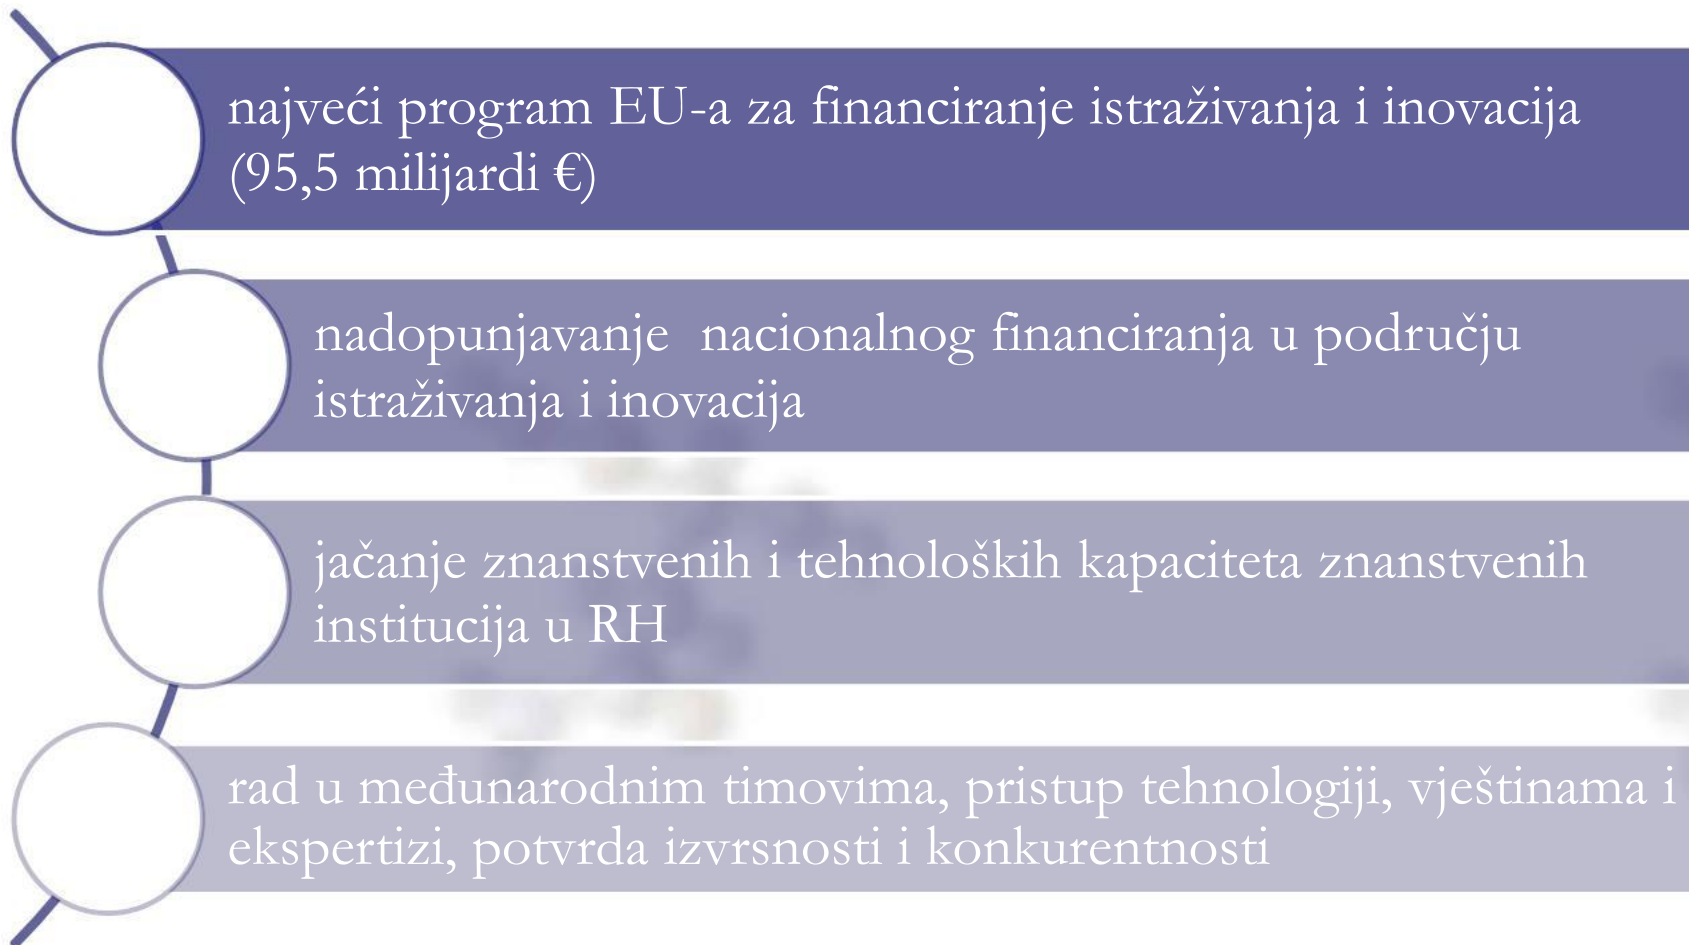 najveći program EU-a za financiranje istraživanja i inovacija
(95,5 milijardi €)
nadopunjavanje  nacionalnog financiranja u području
istraživanja i inovacija
jačanje znanstvenih i tehnoloških kapaciteta znanstvenih
institucija u RH
rad u međunarodnim timovima, pristup tehnologiji, vještinama i
ekspertizi, potvrda izvrsnosti i konkurentnosti